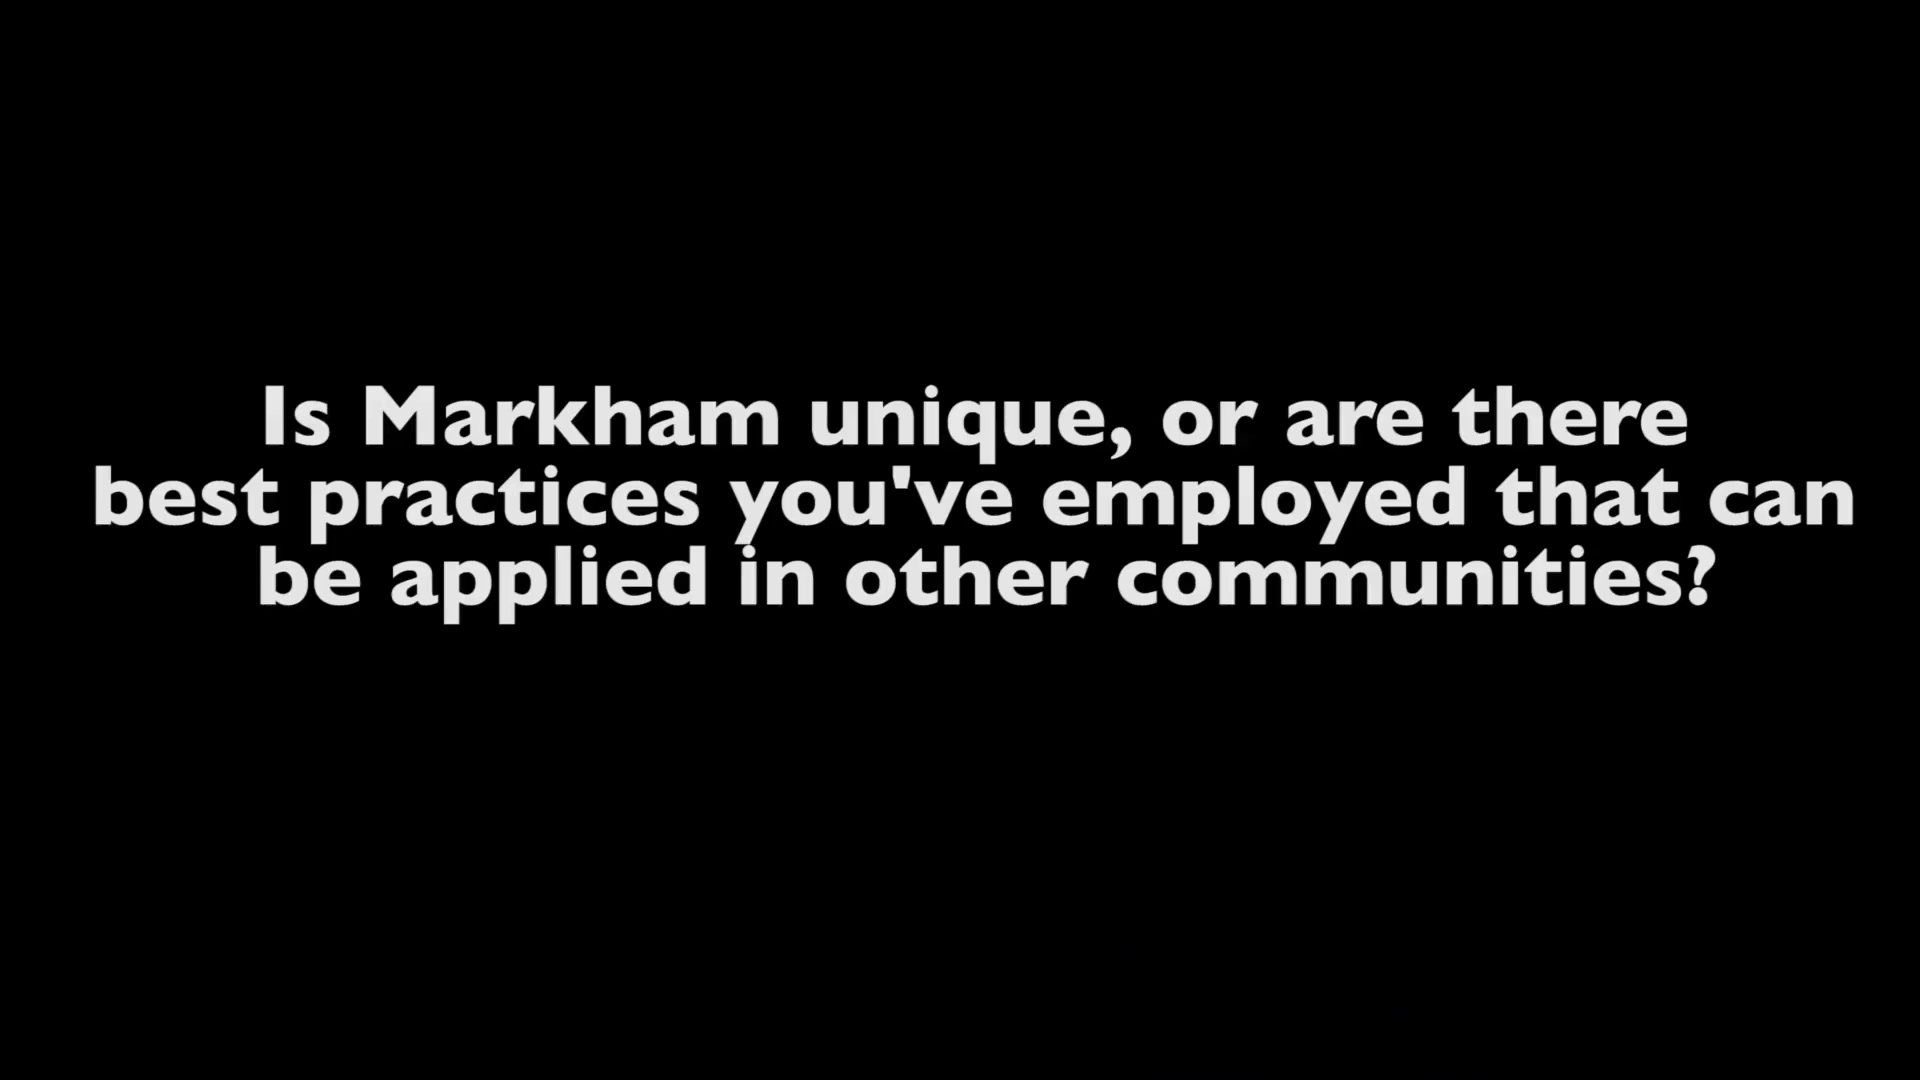 Is Markham unique, or are there
best practices you've employed that can
be applied in other communities?